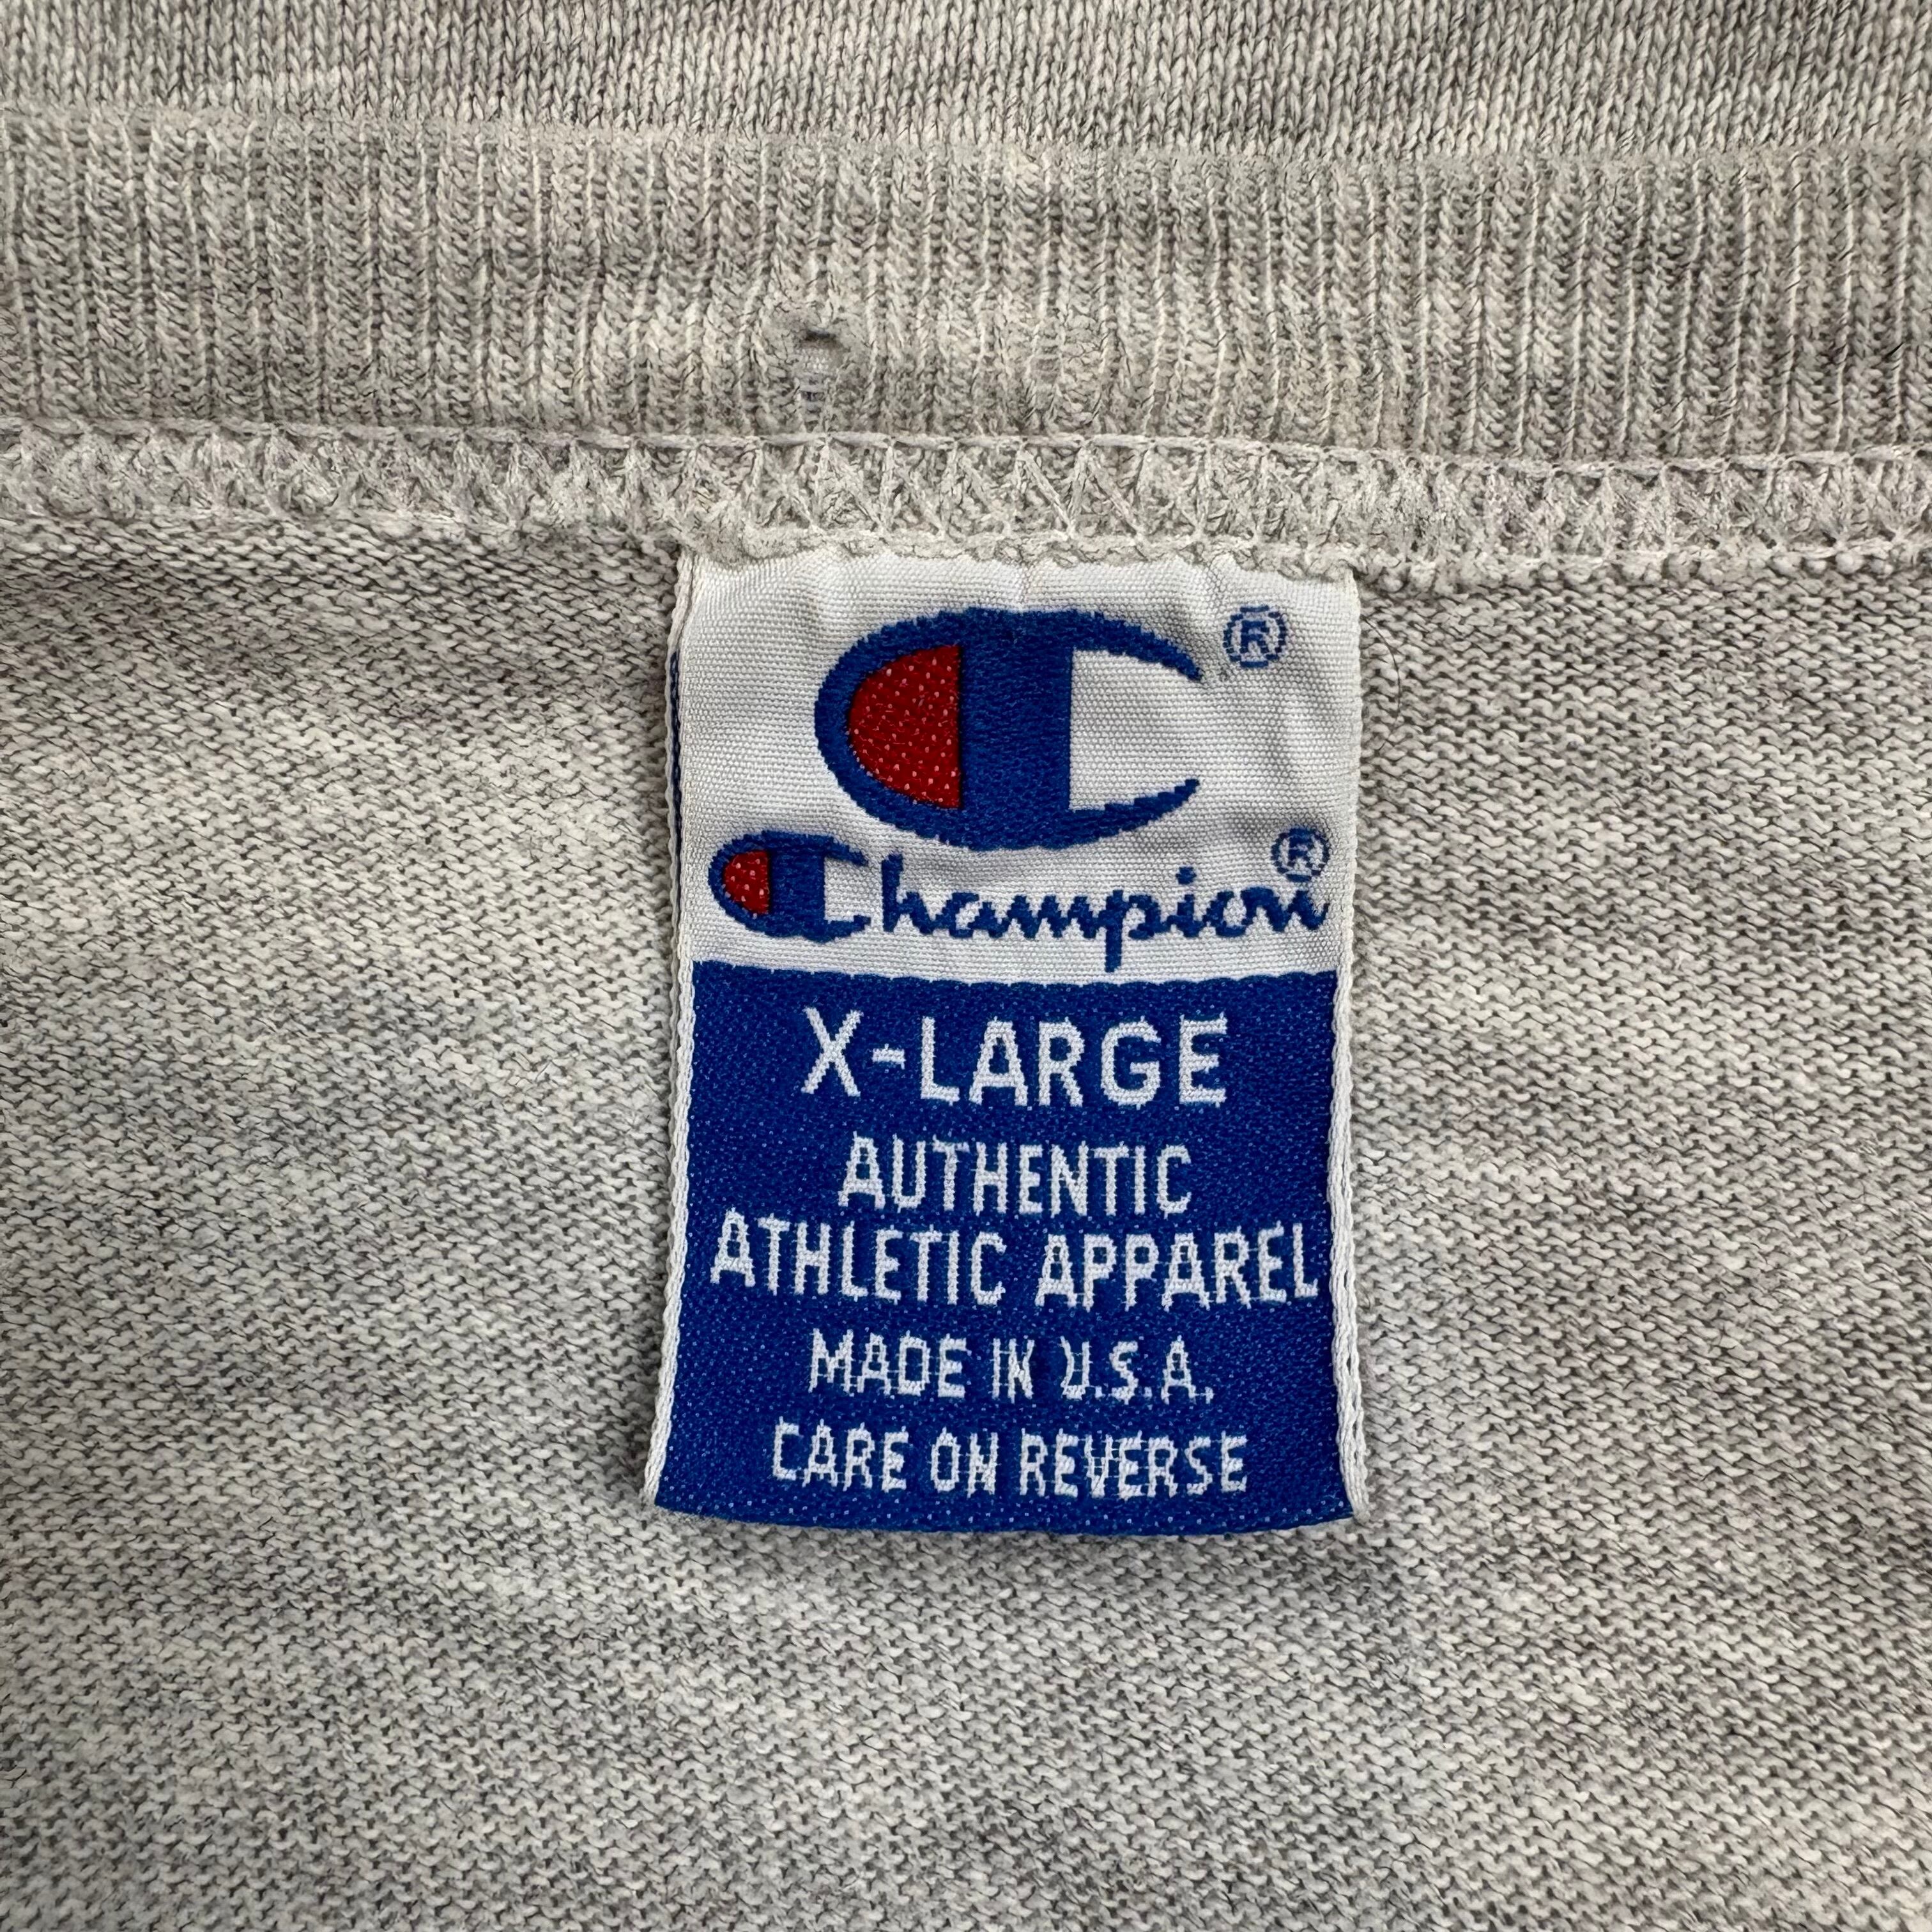 ®
Champion®
X-LARGE
AUTHENTIC
ATHLETIC APPAREL
MADE IN U.S.A.
CARE ON REVERSE